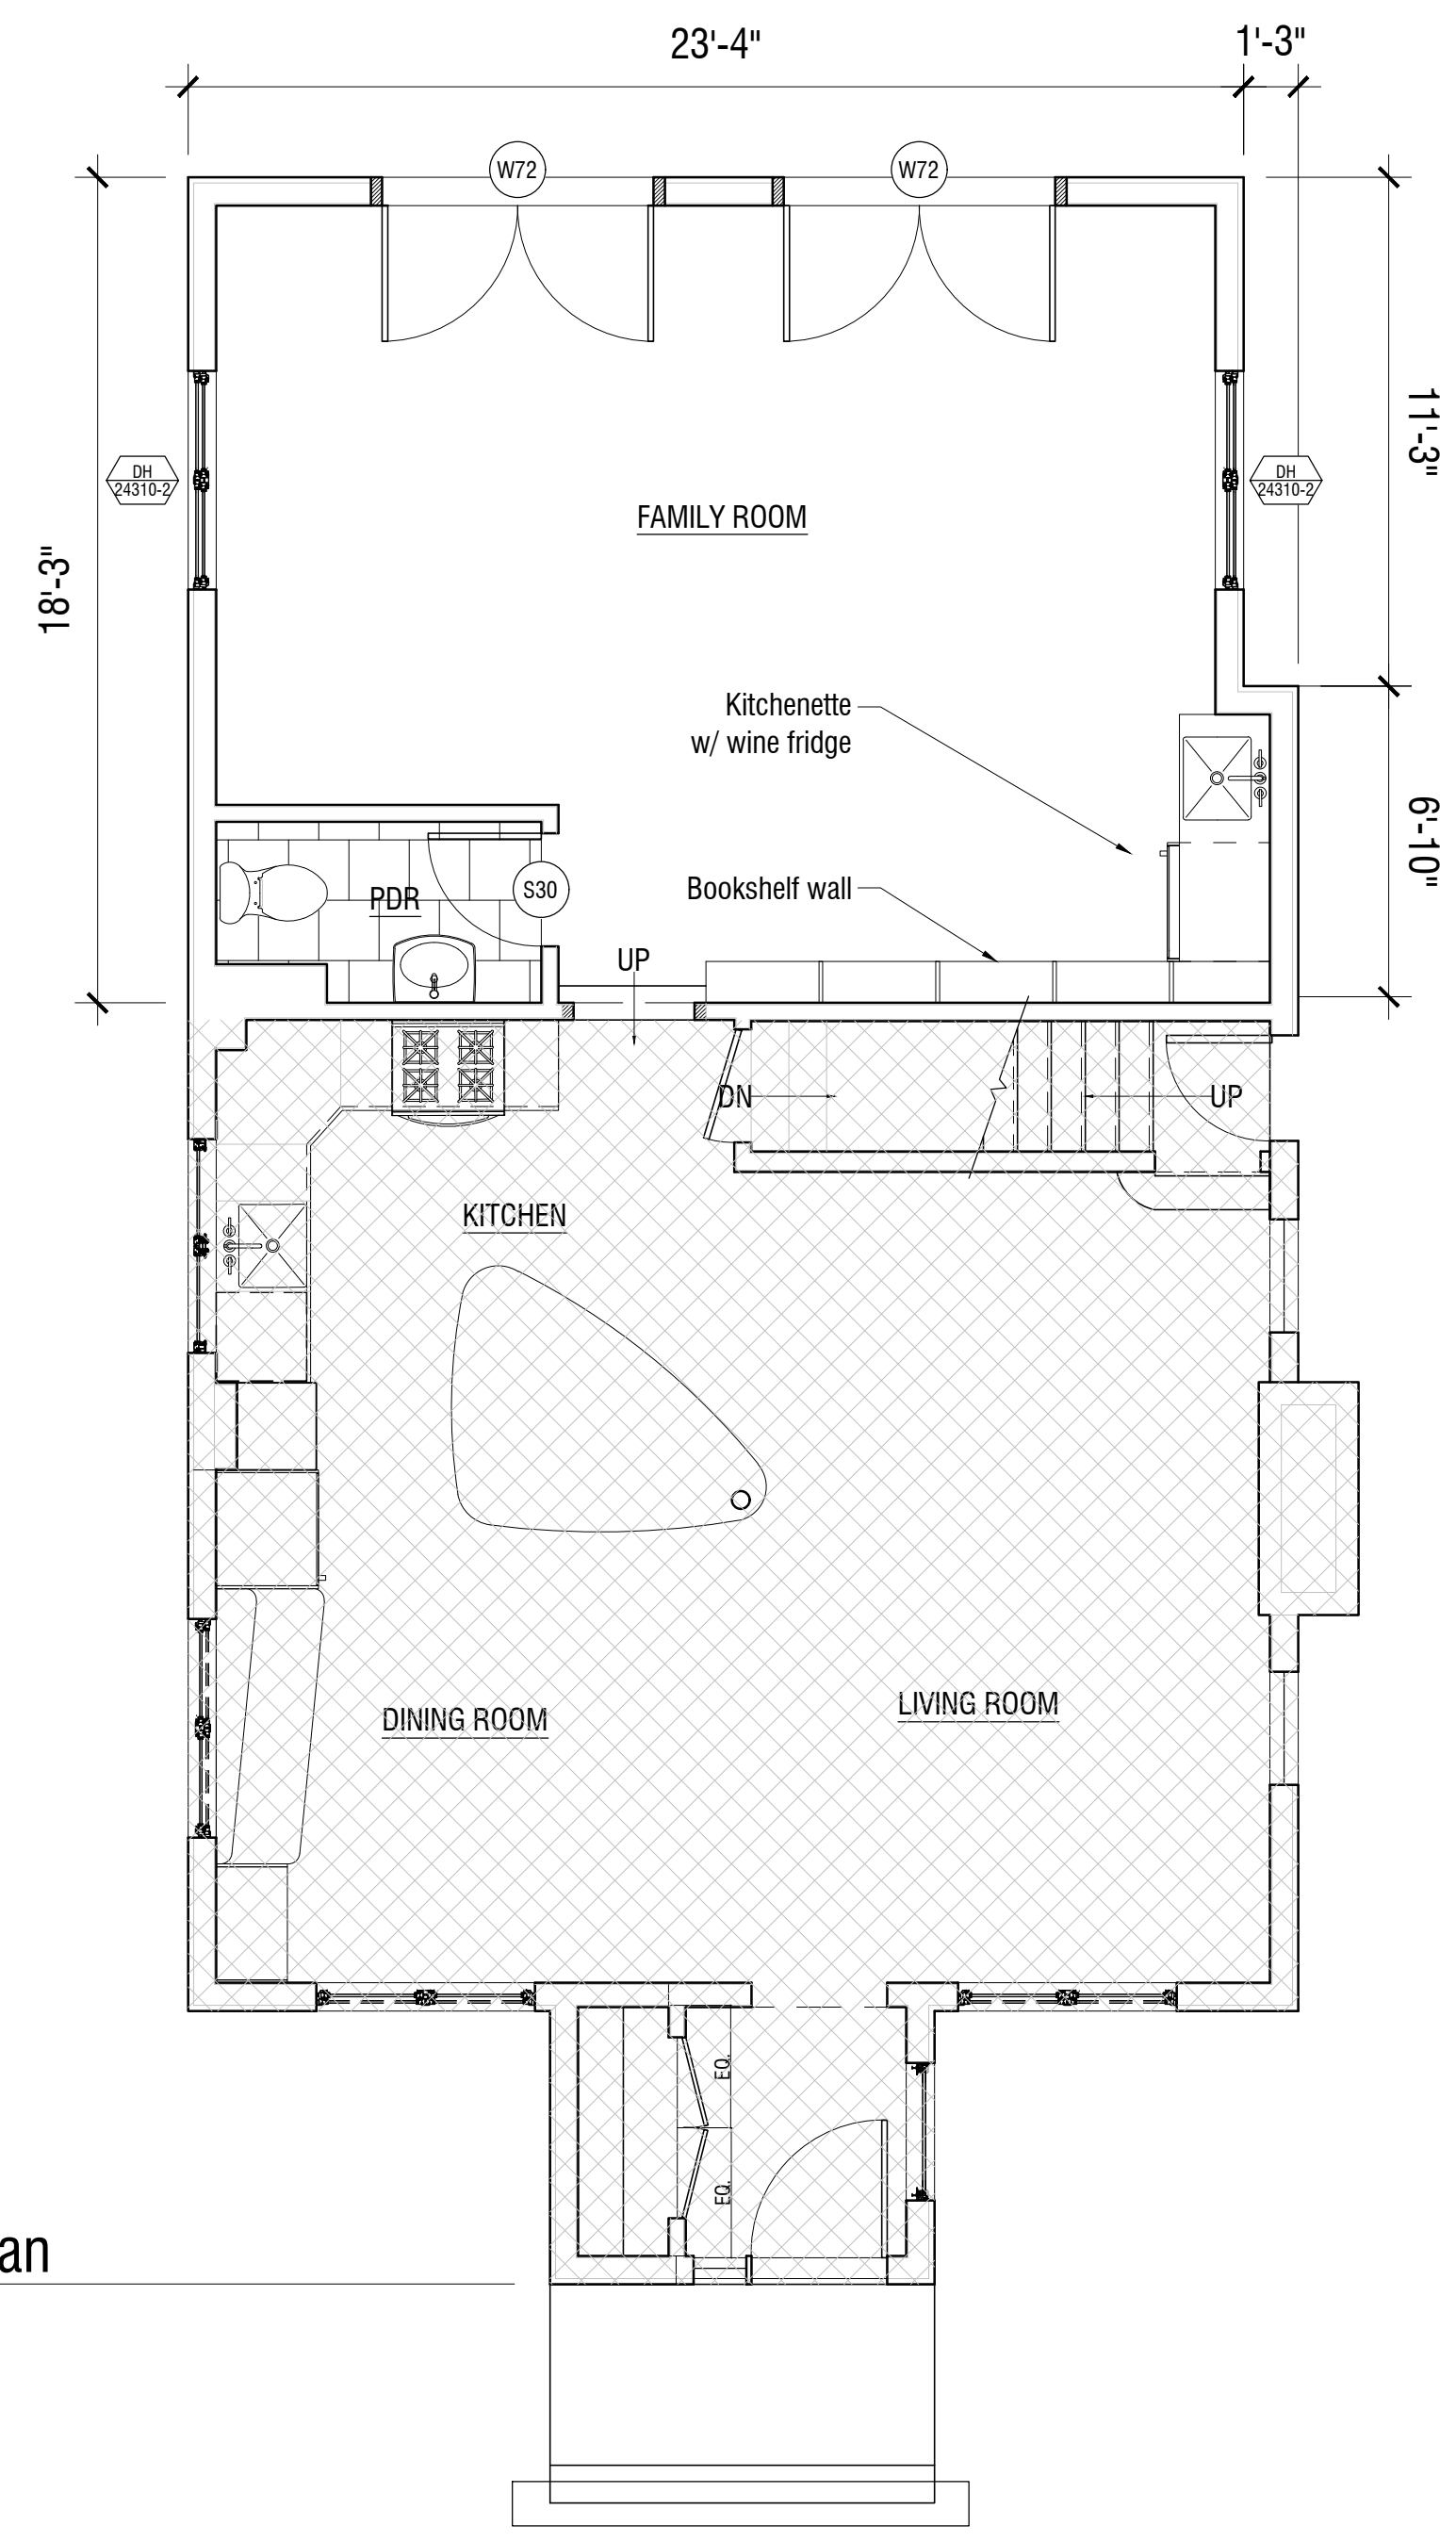 23'-4"
1'-3"
W72
W72
11'-3"
DH
24310-2
DH
24310-2
FAMILY ROOM
18'-3"
Kitchenette
w/ wine fridge
6'-10"
Bookshelf wall
PDR
S30
UP
DN
UP
KITCHEN
DINING ROOM
LIVING ROOM
EQ.
EQ.
an